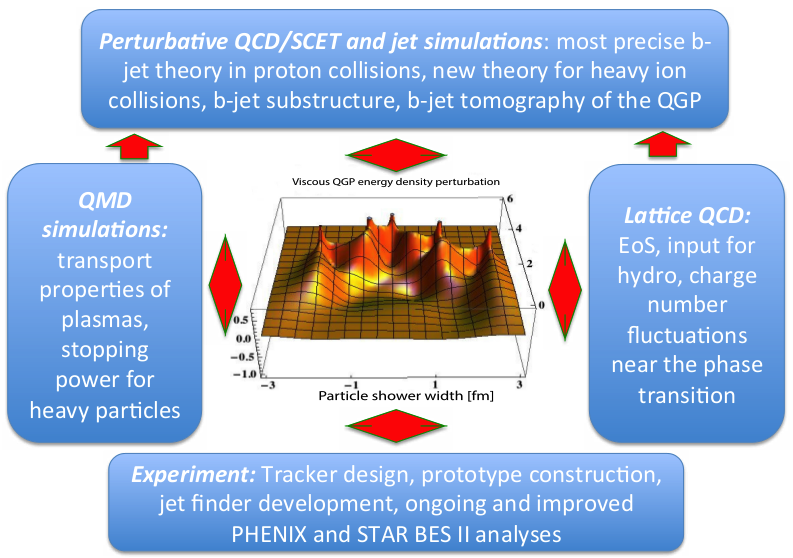 Perturbative QCD/SCET and jet simulations: most precise b-
jet theory in proton collisions, new theory for heavy ion
collisions, b-jet substructure, b-jet tomography of the QGP
QMD
simulations:
transport
properties of
plasmas,
stopping
power for
heavy particles
Viscous QGP energy density perturbation
6
4
2
0
0.5
0.0
−0.5
−1.0
−3
−1
1
3
Particle shower width [fm]
Lattice QCD:
EoS, input for
hydro, charge
number
fluctuations
near the phase
transition
Experiment: Tracker design, prototype construction,
jet finder development, ongoing and improved
PHENIX and STAR BES II analyses